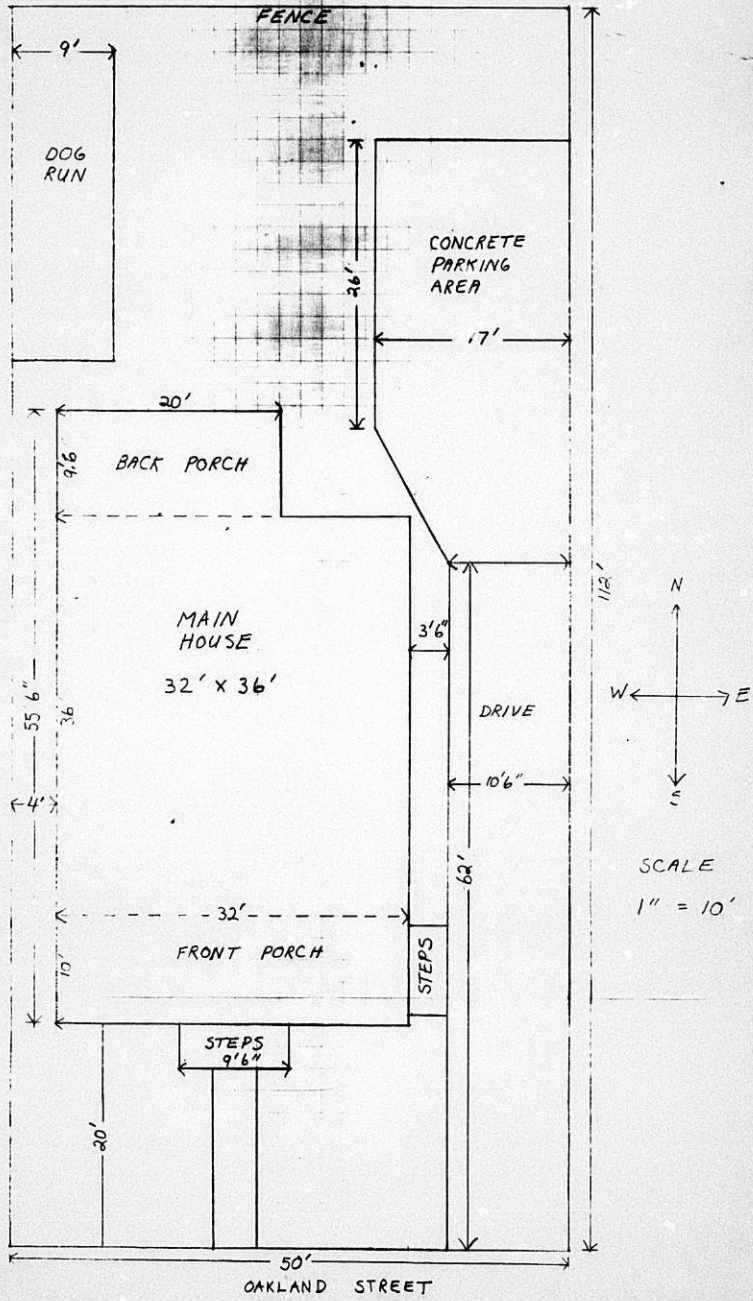 FENCE
9'
DOG
RUN
CONCRETE
PARKING
AREA
26'
17'
20'
9'6
BACK PORCH
112'
MAIN
HOUSE
32' X 36'
3'6"
N
W
E
S
DRIVE
55 6"
36
10'6"
4'
62'
SCALE
1" = 10'
32'
FRONT PORCH
10'
STEPS
STEPS
9'6"
20'
50'
OAKLAND STREET